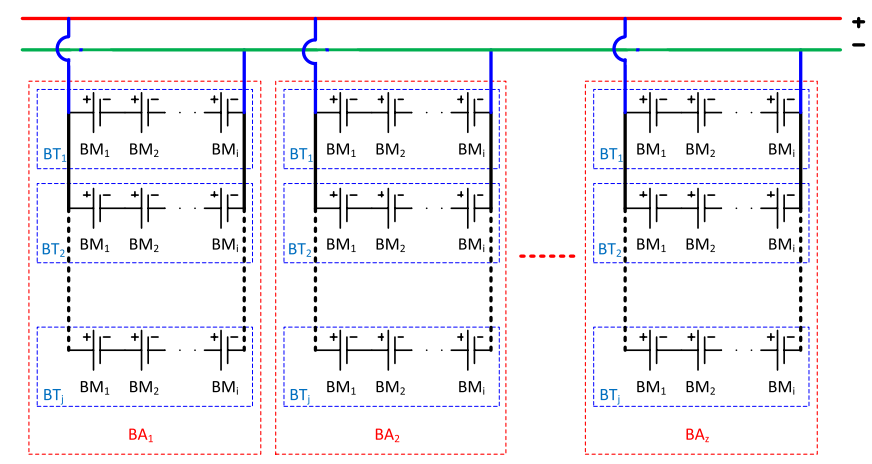 +
−
+ − + − + −
BM1 BM2 · · BMi
BT1
+ − + − + −
BM1 BM2 · · BMi
BT2
+ − + − + −
BM1 BM2 · · BMi
BTj
BA1
+ − + − + −
BM1 BM2 · · BMi
BT1
+ − + − + −
BM1 BM2 · · BMi
BT2
+ − + − + −
BM1 BM2 · · BMi
BTj
BA2
+ − + − + −
BM1 BM2 · · BMi
BT1
+ − + − + −
BM1 BM2 · · BMi
BT2
+ − + − + −
BM1 BM2 · · BMi
BTj
BAz